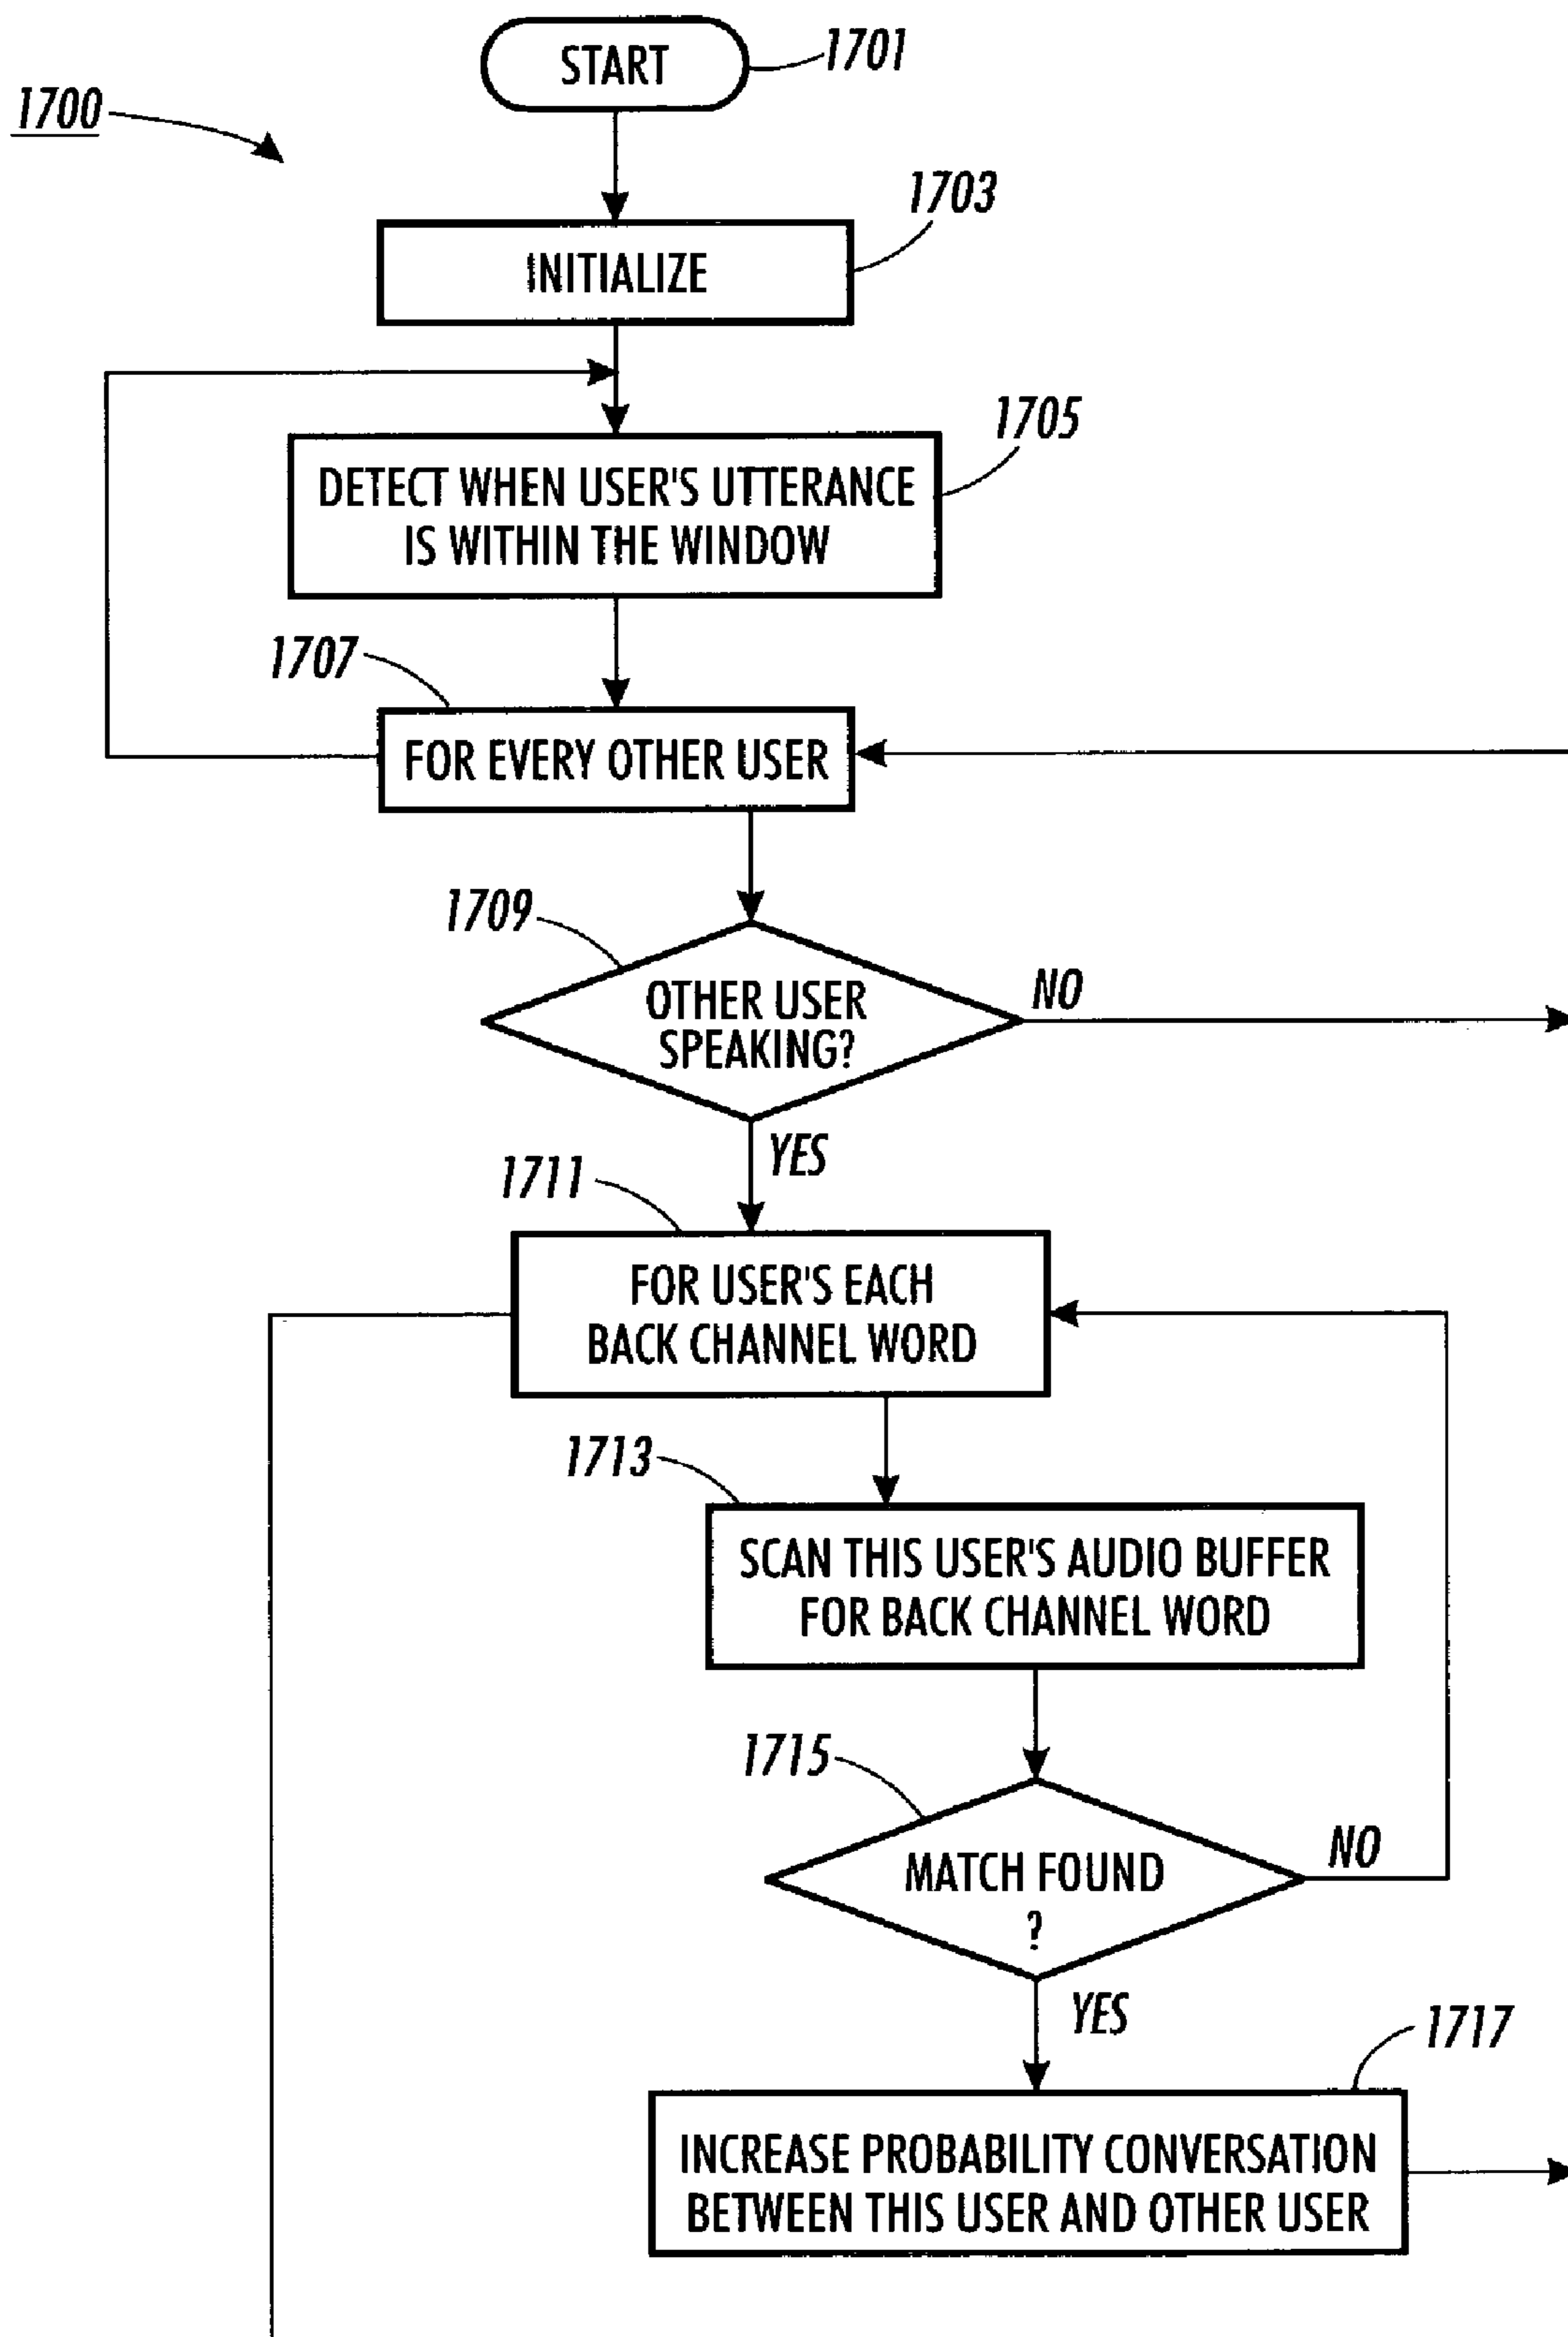 START
1701
1700
1703
INITIALIZE
1705
DETECT WHEN USER'S UTTERANCE
IS WITHIN THE WINDOW
1707
FOR EVERY OTHER USER
1709
OTHER USER
SPEAKING?
NO
YES
1711
FOR USER'S EACH
BACK CHANNEL WORD
1713
SCAN THIS USER'S AUDIO BUFFER
FOR BACK CHANNEL WORD
1715
MATCH FOUND
?
NO
YES
1717
INCREASE PROBABILITY CONVERSATION
BETWEEN THIS USER AND OTHER USER